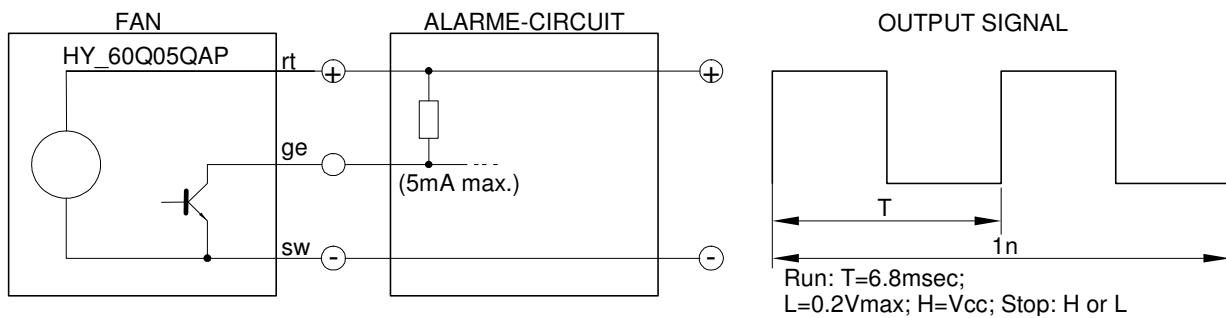 FAN
HY_60Q05QAP
rt
+
ge
sw
-
ALARME-CIRCUIT
+
(5mA max.)
-
OUTPUT SIGNAL
T
1n
Run: T=6.8msec;
L=0.2Vmax; H=Vcc; Stop: H or L